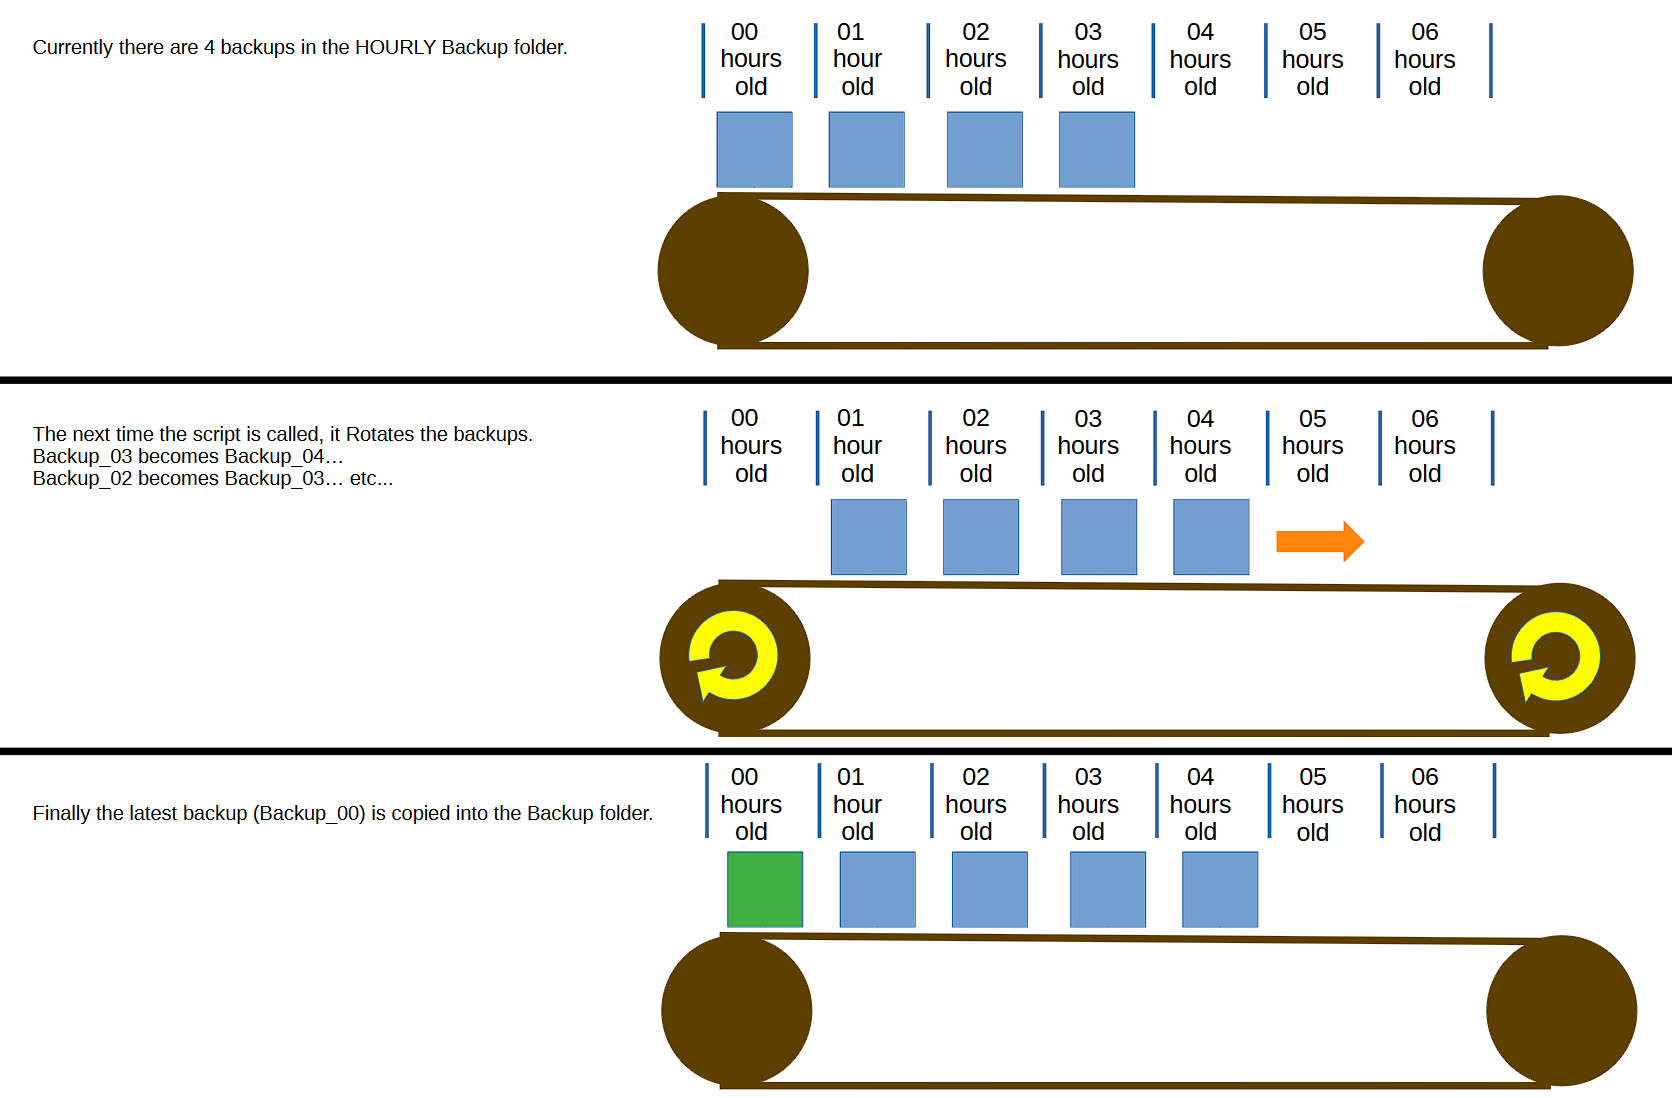 Currently there are 4 backups in the HOURLY Backup folder.
00 hours old
01 hour old
02 hours old
03 hours old
04 hours old
05 hours old
06 hours old
The next time the script is called, it Rotates the backups.
Backup_03 becomes Backup_04...
Backup_02 becomes Backup_03... etc...
00 hours old
01 hour old
02 hours old
03 hours old
04 hours old
05 hours old
06 hours old
Finally the latest backup (Backup_00) is copied into the Backup folder.
00 hours old
01 hour old
02 hours old
03 hours old
04 hours old
05 hours old
06 hours old